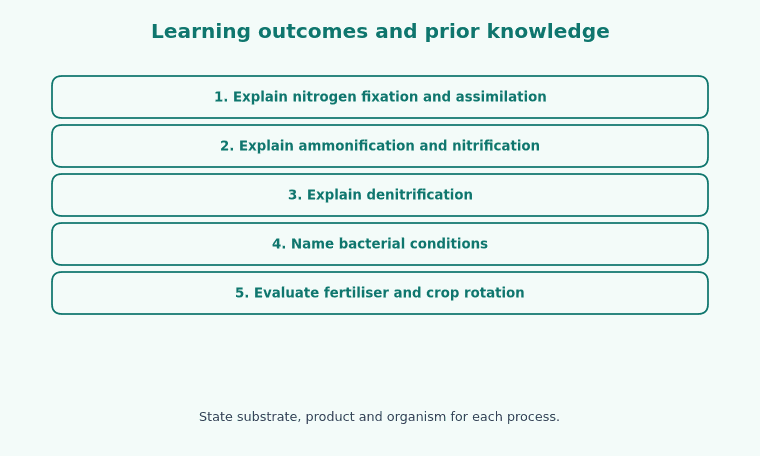 Learning outcomes and prior knowledge
1. Explain nitrogen fixation and assimilation
2. Explain ammonification and nitrification
3. Explain denitrification
4. Name bacterial conditions
5. Evaluate fertiliser and crop rotation
State substrate, product and organism for each process.